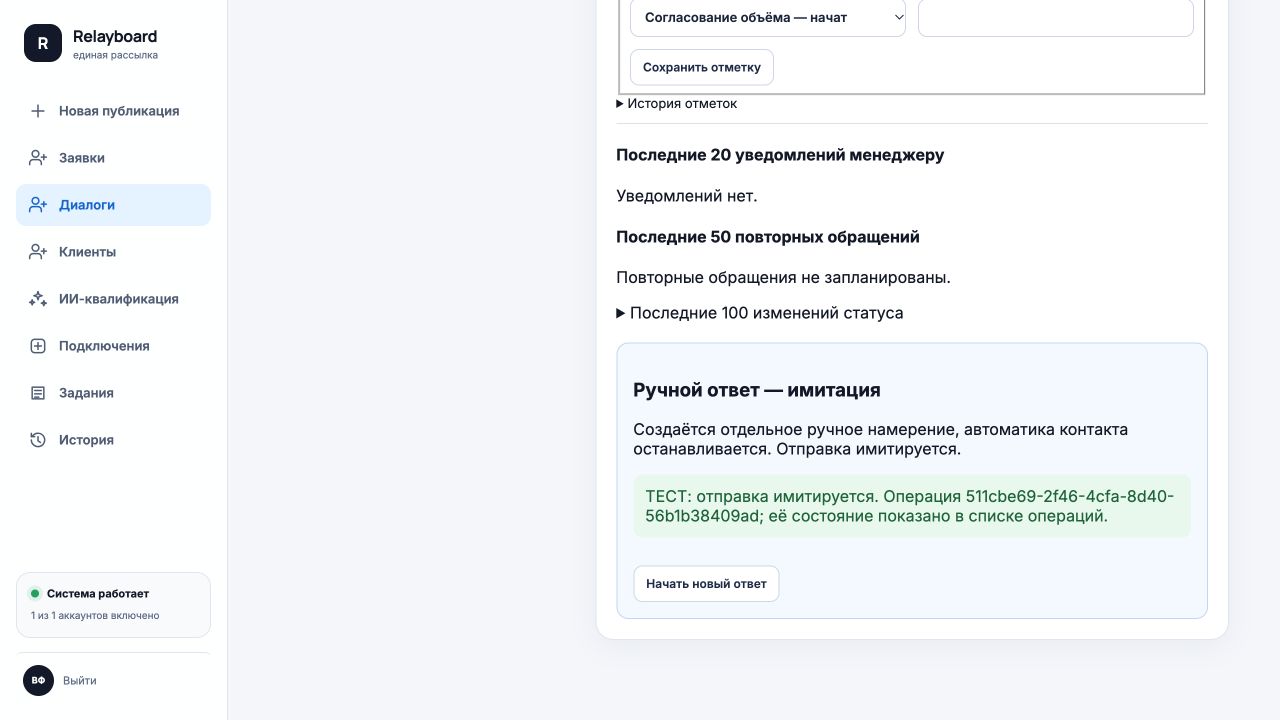 R
Relayboard
единая рассылка
Новая публикация
Заявки
Диалоги
Клиенты
ИИ-квалификация
Подключения
Задания
История
Система работает
1 из 1 аккаунтов включено
ВФ
Выйти
Согласование объёма — начат
Сохранить отметку
История отметок
Последние 20 уведомлений менеджеру
Уведомлений нет.
Последние 50 повторных обращений
Повторные обращения не запланированы.
Последние 100 изменений статуса
Ручной ответ — имитация
Создаётся отдельное ручное намерение, автоматика контакта
останавливается. Отправка имитируется.
ТЕСТ: отправка имитируется. Операция 511cbe69-2f46-4cfa-8d40-
56b1b38409ad; её состояние показано в списке операций.
Начать новый ответ